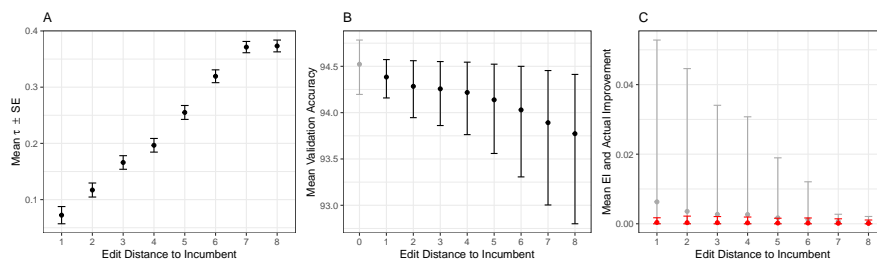 A
Mean τ ± SE
0.4
0.3
0.2
0.1
1 2 3 4 5 6 7 8
Edit Distance to Incumbent
B
Mean Validation Accuracy
94.5
94.0
93.5
93.0
0 1 2 3 4 5 6 7 8
Edit Distance to Incumbent
C
Mean EI and Actual Improvement
0.04
0.02
0.00
1 2 3 4 5 6 7 8
Edit Distance to Incumbent